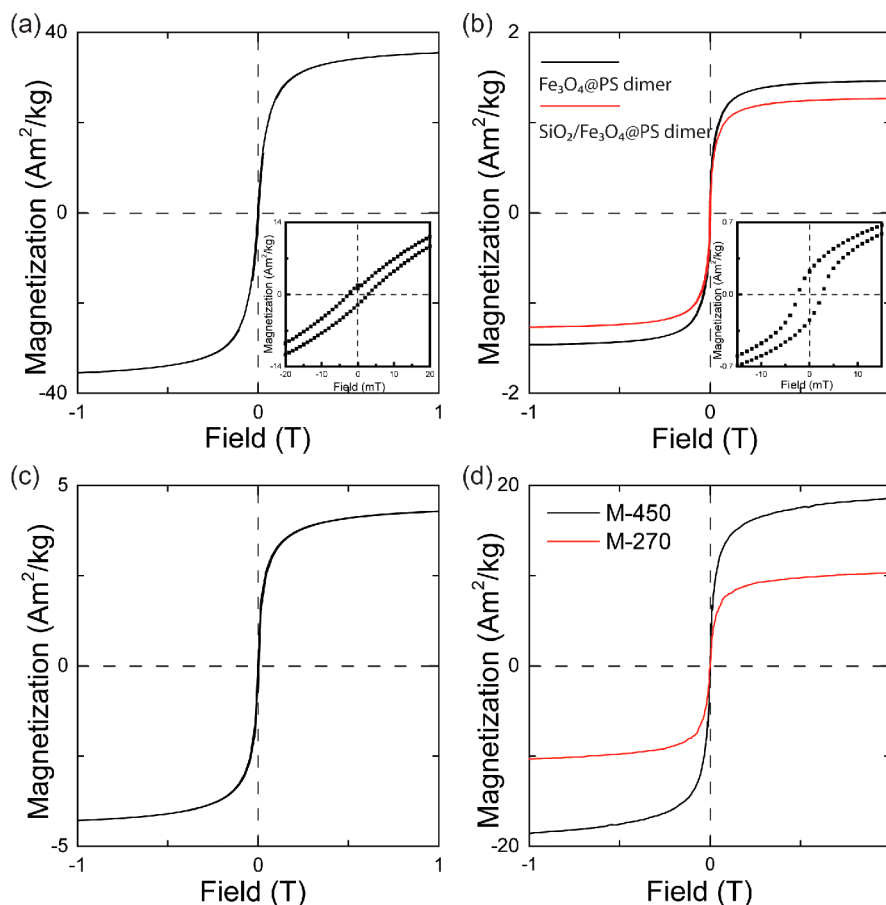 (a)
40
20
0
-20
-40
-1
0
1
Magnetization (Am²/kg)
Field (T)
14
0
-14
-20
-10
0
10
20
Magnetization (Am²/kg)
Field (mT)
(b)
2
1
0
-1
-2
-1
0
Magnetization (Am²/kg)
Field (T)
Fe₃O₄@PS dimer
SiO₂/Fe₃O₄@PS dimer
0.7
0.0
-0.7
-10
0
10
Magnetization (Am²/kg)
Field (mT)
(c)
5
0
-5
-1
0
1
Magnetization (Am²/kg)
Field (T)
(d)
20
10
0
-10
-20
-1
0
Magnetization (Am²/kg)
Field (T)
M-450
M-270